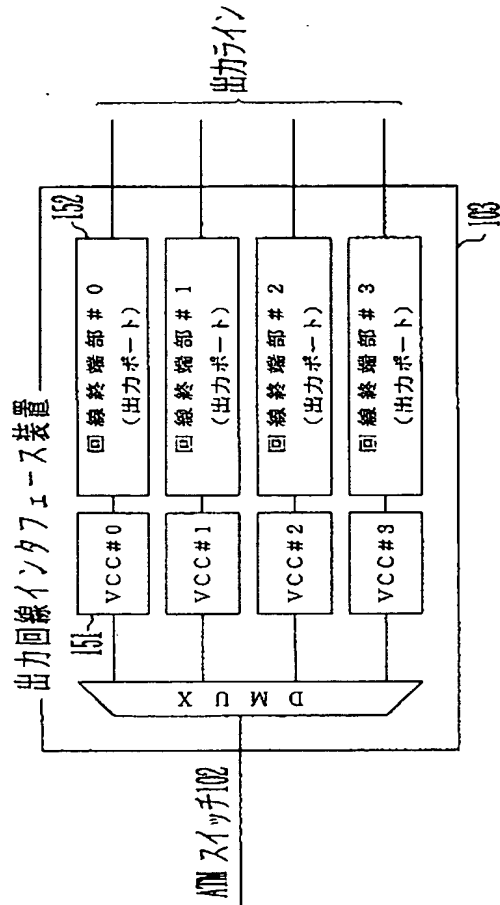 出力回線インタフェース装置
ATMスイッチ102
DMUX
151
VCC#0
VCC#1
VCC#2
VCC#3
152
回線終端部#0
(出力ポート)
回線終端部#1
(出力ポート)
回線終端部#2
(出力ポート)
回線終端部#3
(出力ポート)
出力ライン
103